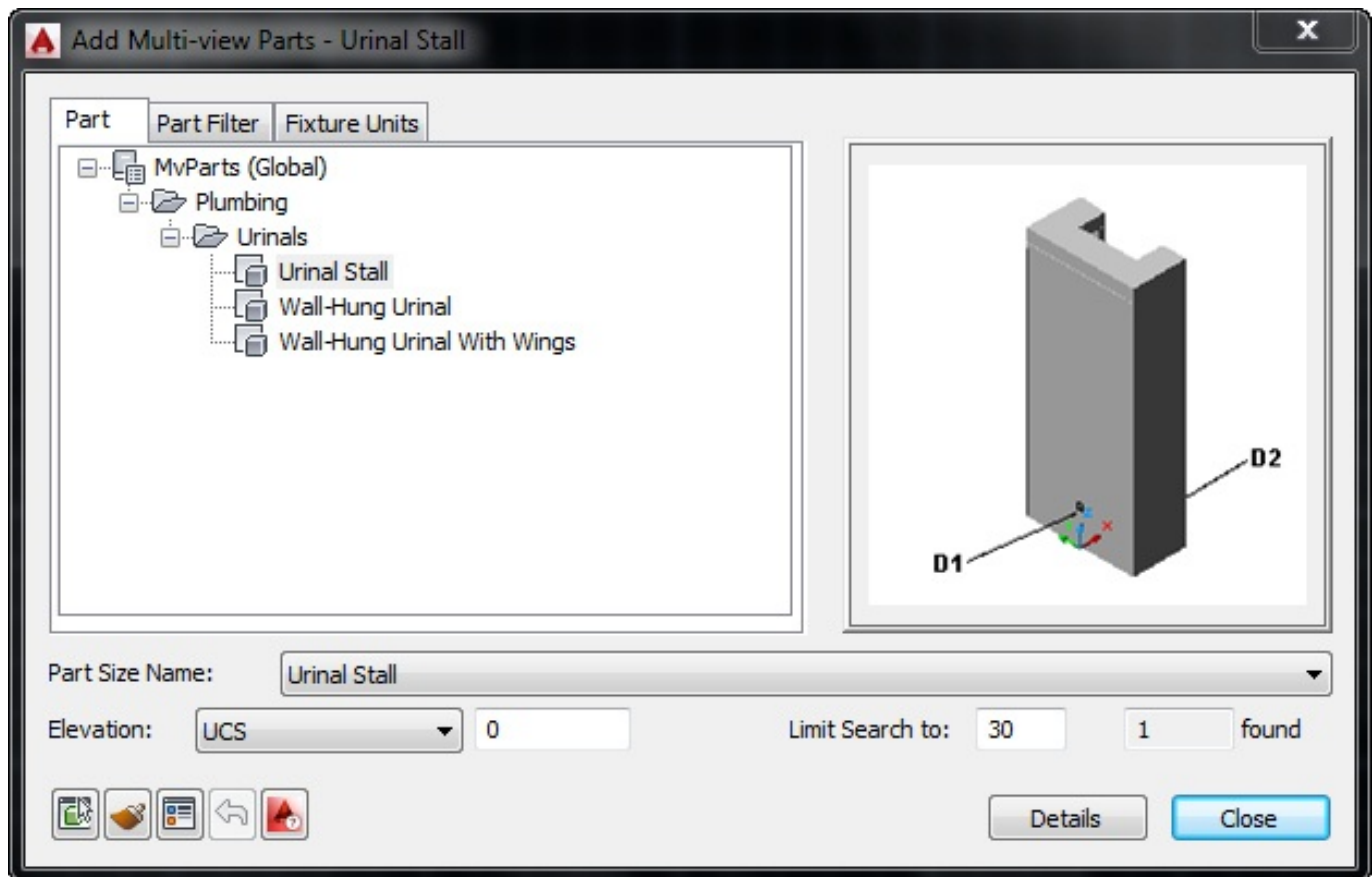 Add Multi-view Parts - Urinal Stall
x
Part Part Filter Fixture Units
MvParts (Global)
Plumbing
Urinals
Urinal Stall
Wall-Hung Urinal
Wall-Hung Urinal With Wings
D2
X
D1
Part Size Name: Urinal Stall
Elevation: UCS 0 Limit Search to: 30 1 found
Details Close